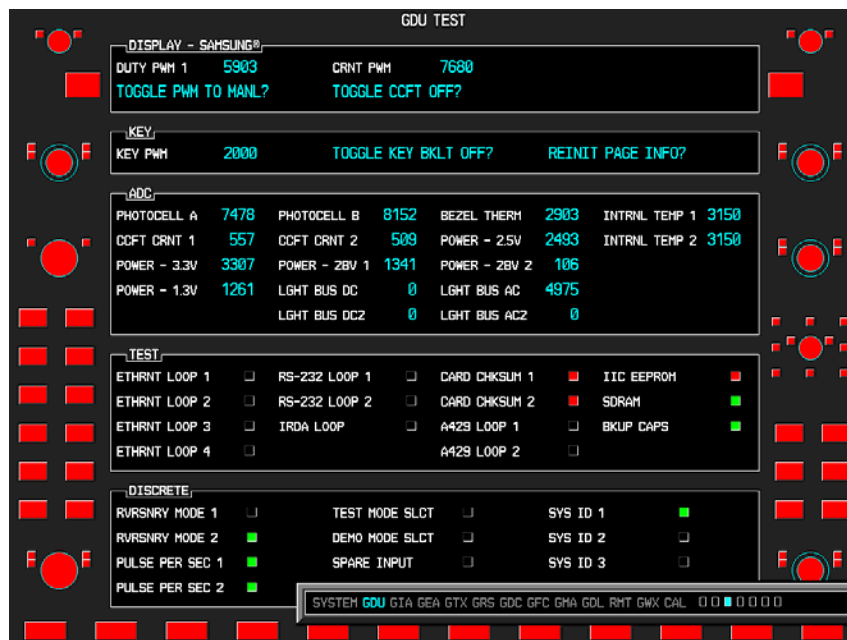 GDU TEST
DISPLAY - SAMSUNG®
DUTY PWM 1 5903 CRNT PWM 7680
TOGGLE PWM TO MANL? TOGGLE CCFT OFF?
KEY
KEY PWM 2000 TOGGLE KEY BKLT OFF? REINIT PAGE INFO?
ADC
PHOTOCELL A 7478 PHOTOCELL B 8152 BEZEL THERM 2903 INTRNL TEMP 1 3150
CCFT CRNT 1 557 CCFT CRNT 2 509 POWER - 2.5V 2493 INTRNL TEMP 2 3150
POWER - 3.3V 3307 POWER - 28V 1 1341 POWER - 28V 2 106
POWER - 1.3V 1261 LGHT BUS DC 0 LGHT BUS AC 4975
LGHT BUS DC2 0 LGHT BUS AC2 0
TEST
ETHRNT LOOP 1 RS-232 LOOP 1 CARD CHKSUM 1 IIC EEPROM
ETHRNT LOOP 2 RS-232 LOOP 2 CARD CHKSUM 2 SDRAM
ETHRNT LOOP 3 IRDA LOOP A429 LOOP 1 BKUP CAPS
ETHRNT LOOP 4 A429 LOOP 2
DISCRETE
RVRSNRY MODE 1 TEST MODE SLCT SYS ID 1
RVRSNRY MODE 2 DEMO MODE SLCT SYS ID 2
PULSE PER SEC 1 SPARE INPUT SYS ID 3
PULSE PER SEC 2
SYSTEM GDU GIA GEA GTX GRS GDC GFC GMA GDL RMT GWX CAL